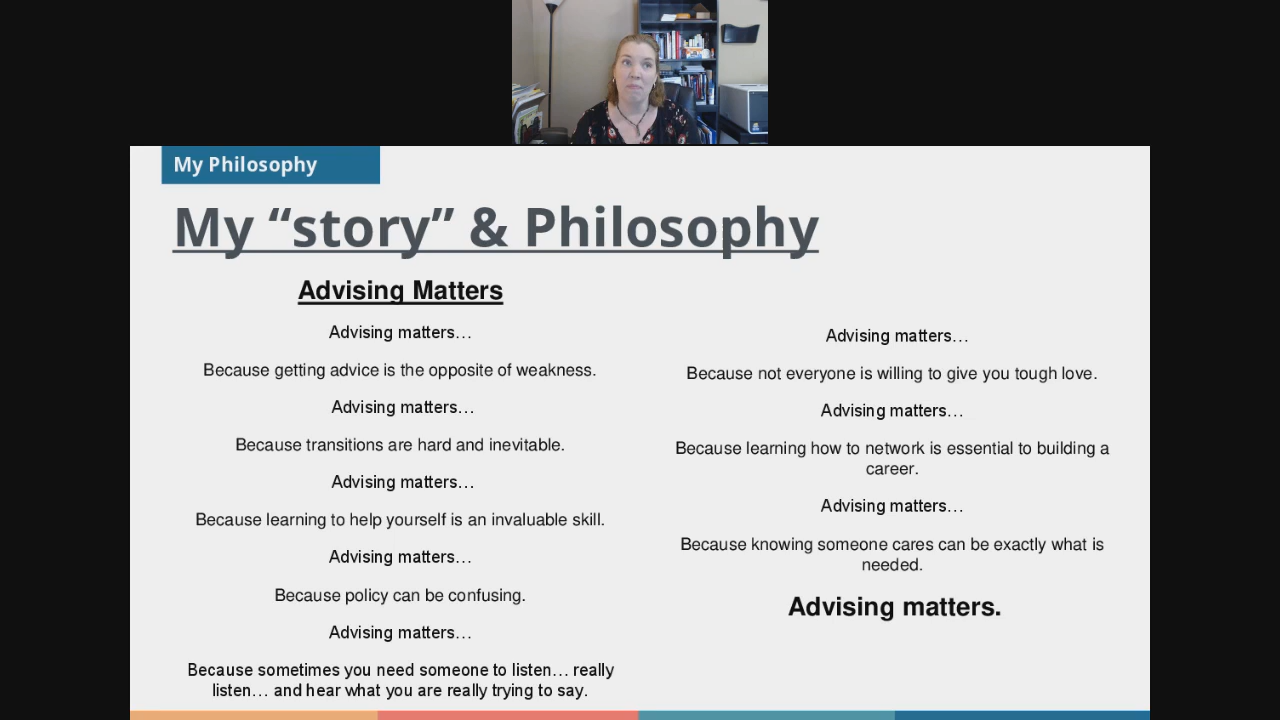 My Philosophy
My “story” & Philosophy
Advising Matters
Advising matters…
Because getting advice is the opposite of weakness.
Advising matters…
Because transitions are hard and inevitable.
Advising matters…
Because learning to help yourself is an invaluable skill.
Advising matters…
Because policy can be confusing.
Advising matters…
Because sometimes you need someone to listen… really
listen… and hear what you are really trying to say.
Advising matters…
Because not everyone is willing to give you tough love.
Advising matters…
Because learning how to network is essential to building a
career.
Advising matters…
Because knowing someone cares can be exactly what is
needed.
Advising matters.